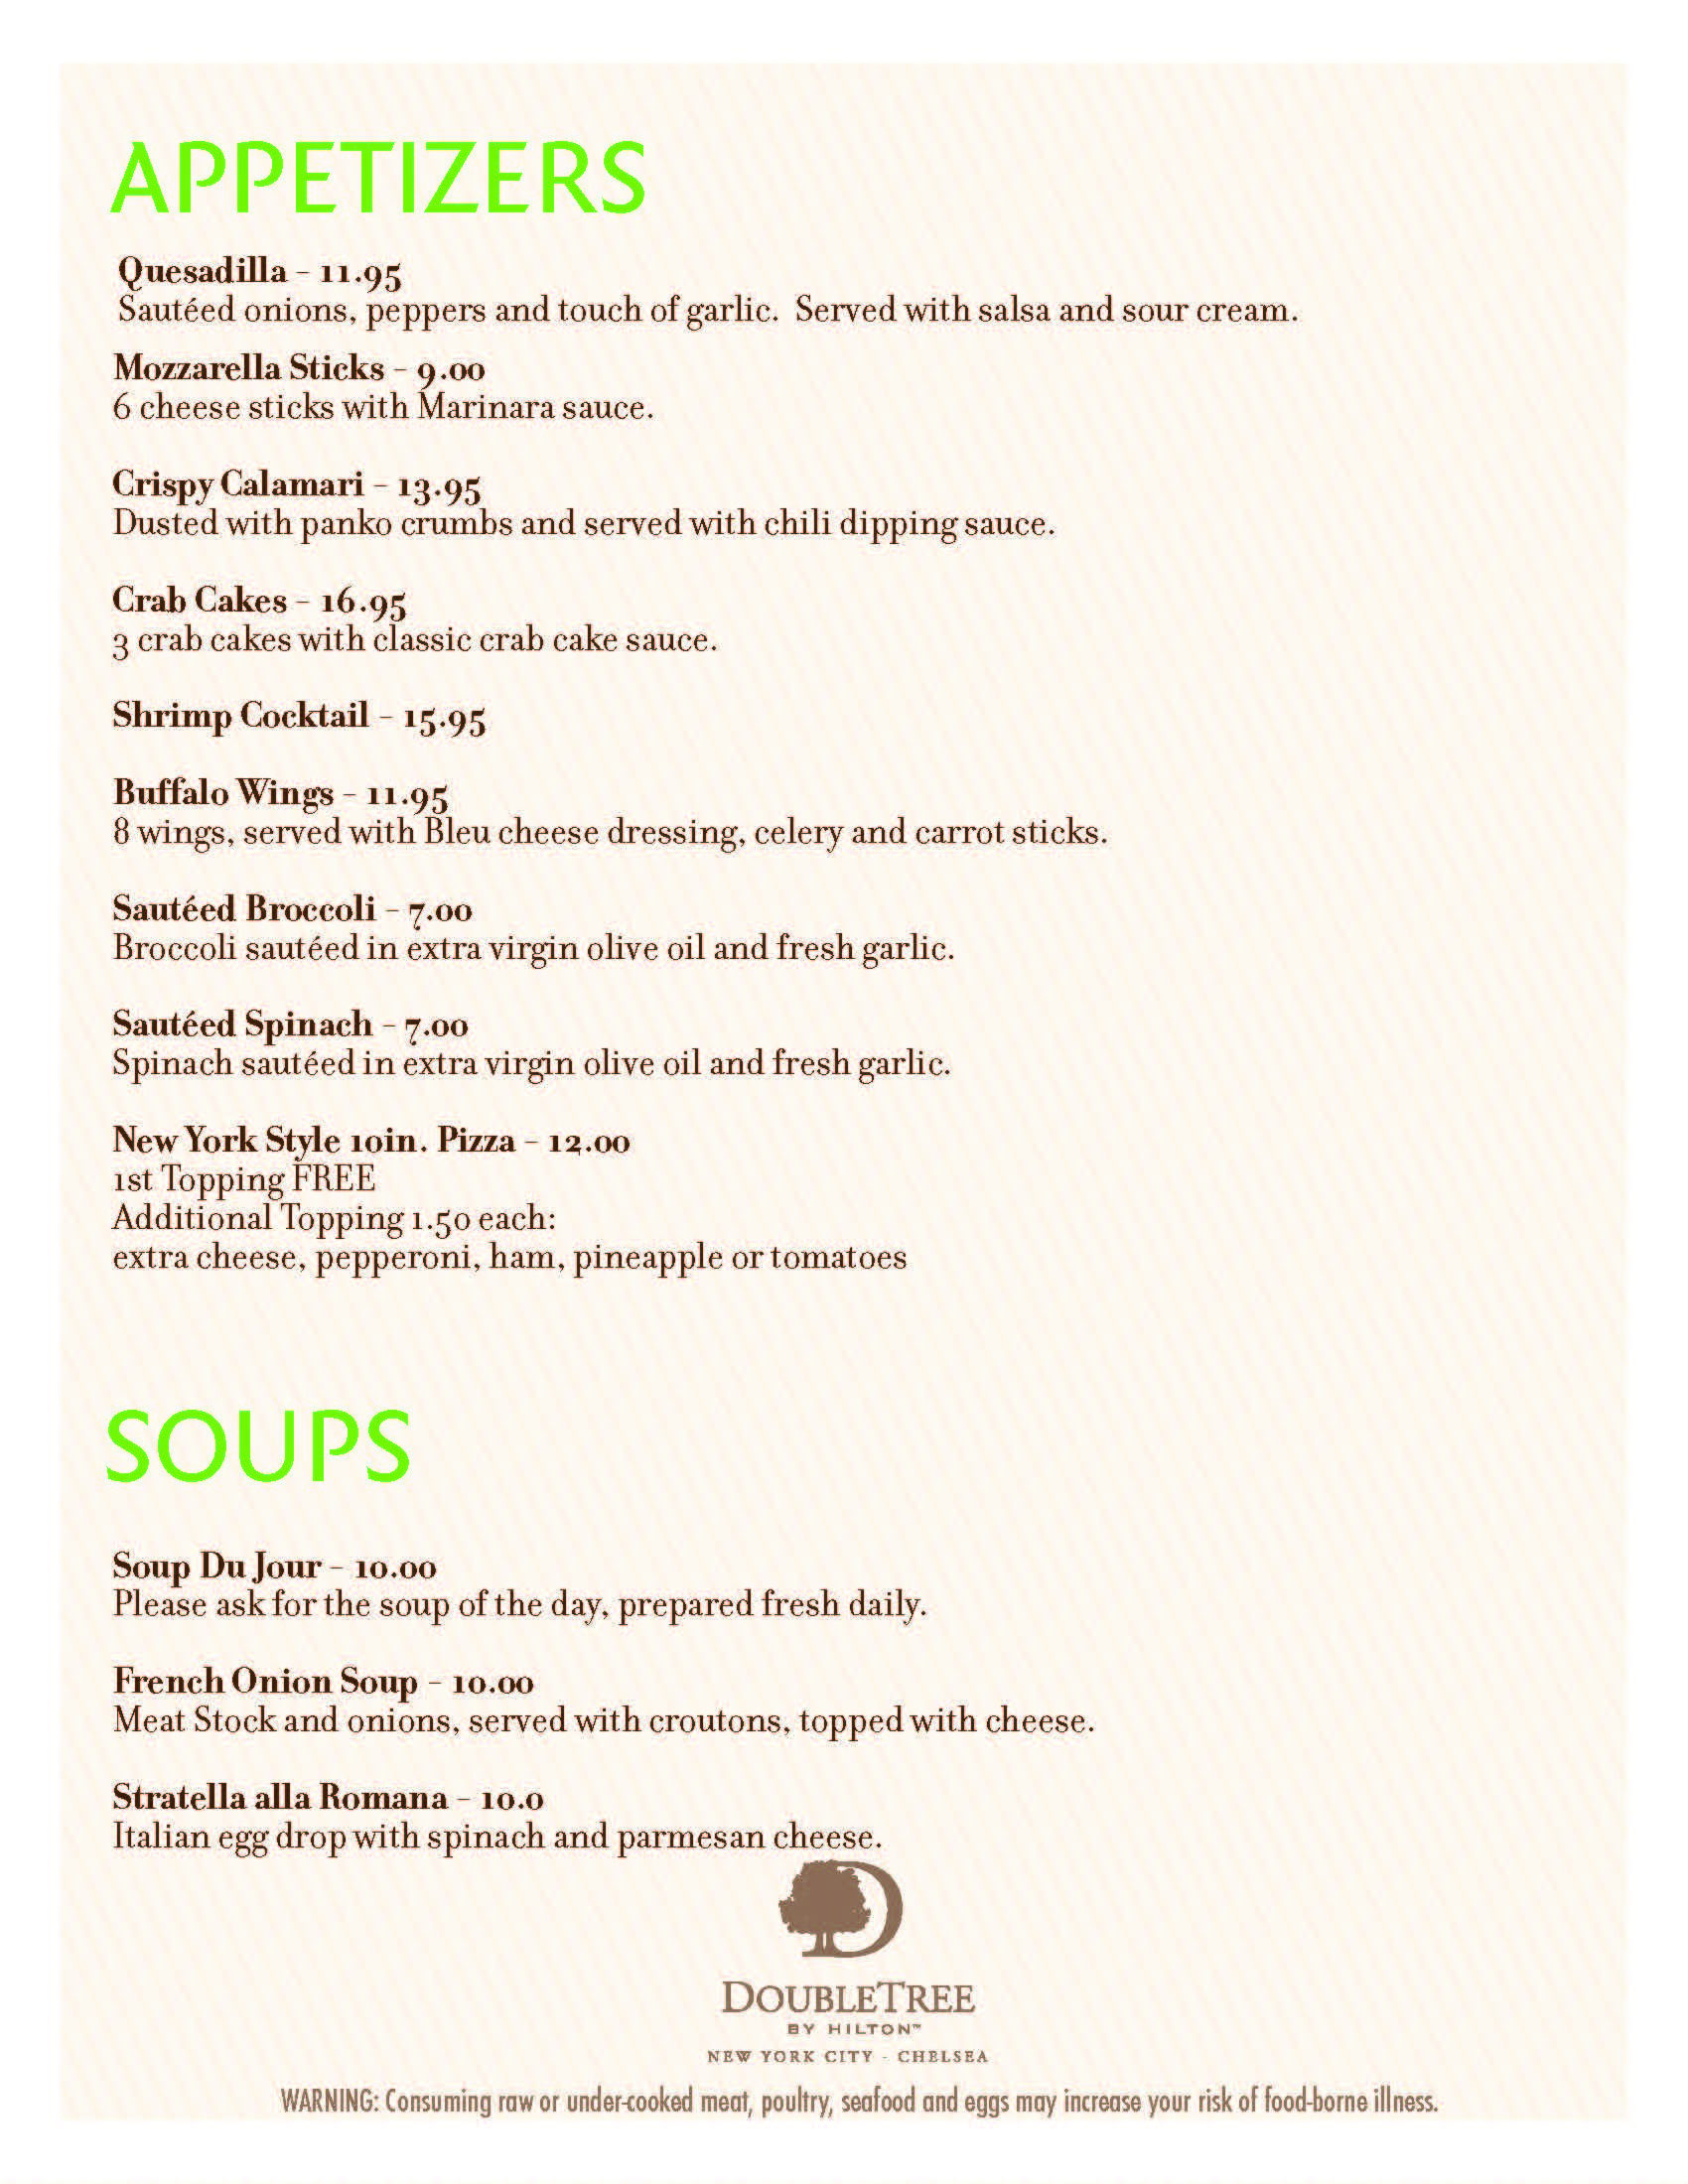 APPETIZERS
Quesadilla - 11.95
Sautéed onions, peppers and touch of garlic.  Served with salsa and sour cream.
Mozzarella Sticks - 9.00
6 cheese sticks with Marinara sauce.
Crispy Calamari - 13.95
Dusted with panko crumbs and served with chili dipping sauce.
Crab Cakes - 16.95
3 crab cakes with classic crab cake sauce.
Shrimp Cocktail - 15.95
Buffalo Wings - 11.95
8 wings, served with Bleu cheese dressing, celery and carrot sticks.
Sautéed Broccoli - 7.00
Broccoli sautéed in extra virgin olive oil and fresh garlic.
Sautéed Spinach - 7.00
Spinach sautéed in extra virgin olive oil and fresh garlic.
New York Style 10in. Pizza - 12.00
1st Topping FREE
Additional Topping 1.50 each:
extra cheese, pepperoni, ham, pineapple or tomatoes
SOUPS
Soup Du Jour - 10.00
Please ask for the soup of the day, prepared fresh daily.
French Onion Soup - 10.00
Meat Stock and onions, served with croutons, topped with cheese.
Stratella alla Romana - 10.0
Italian egg drop with spinach and parmesan cheese.
D
DOUBLETREE
BY HILTON™
NEW YORK CITY - CHELSEA
WARNING: Consuming raw or under-cooked meat, poultry, seafood and eggs may increase your risk of food-borne illness.